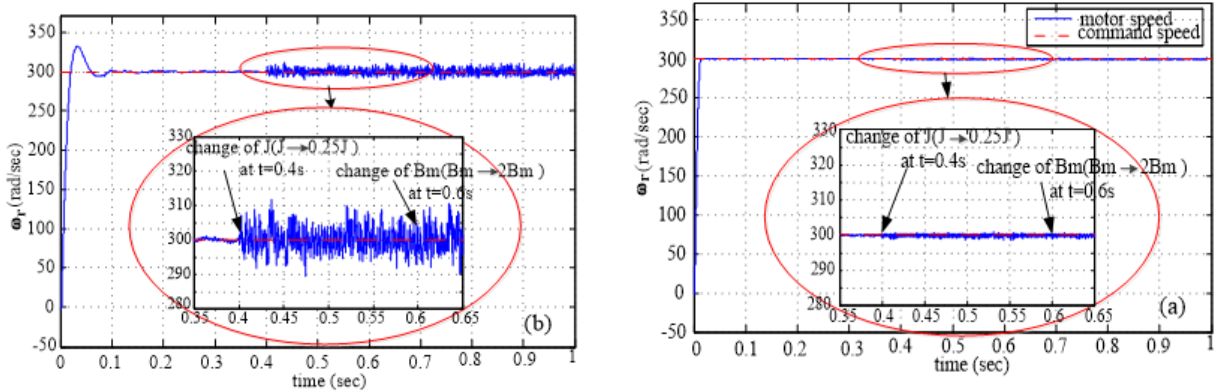 350
300
250
200
150
100
50
0
-50
ωr (rad/sec)
330
320
310
300
290
280
change of J(J→0.25J )
at t=0.4s
change of Bm(Bm →2Bm )
at t=0.6s
0.35 0.4 0.45 0.5 0.55 0.6 0.65
(b)
0 0.1 0.2 0.3 0.4 0.5 0.6 0.7 0.8 0.9 1
time (sec)
(a)
motor speed
command speed
350
300
250
200
150
100
50
0
-50
ωr (rad/sec)
330
320
310
300
290
280
change of 'J(J →'0.25J')
at t=0.4s
change of Bm(Bm →2Bm )
at t=0.6s
0.35 0.4 0.45 0.5 0.55 0.6 0.65
(a)
0 0.1 0.2 0.3 0.4 0.5 0.6 0.7 0.8 0.9 1
time (sec)